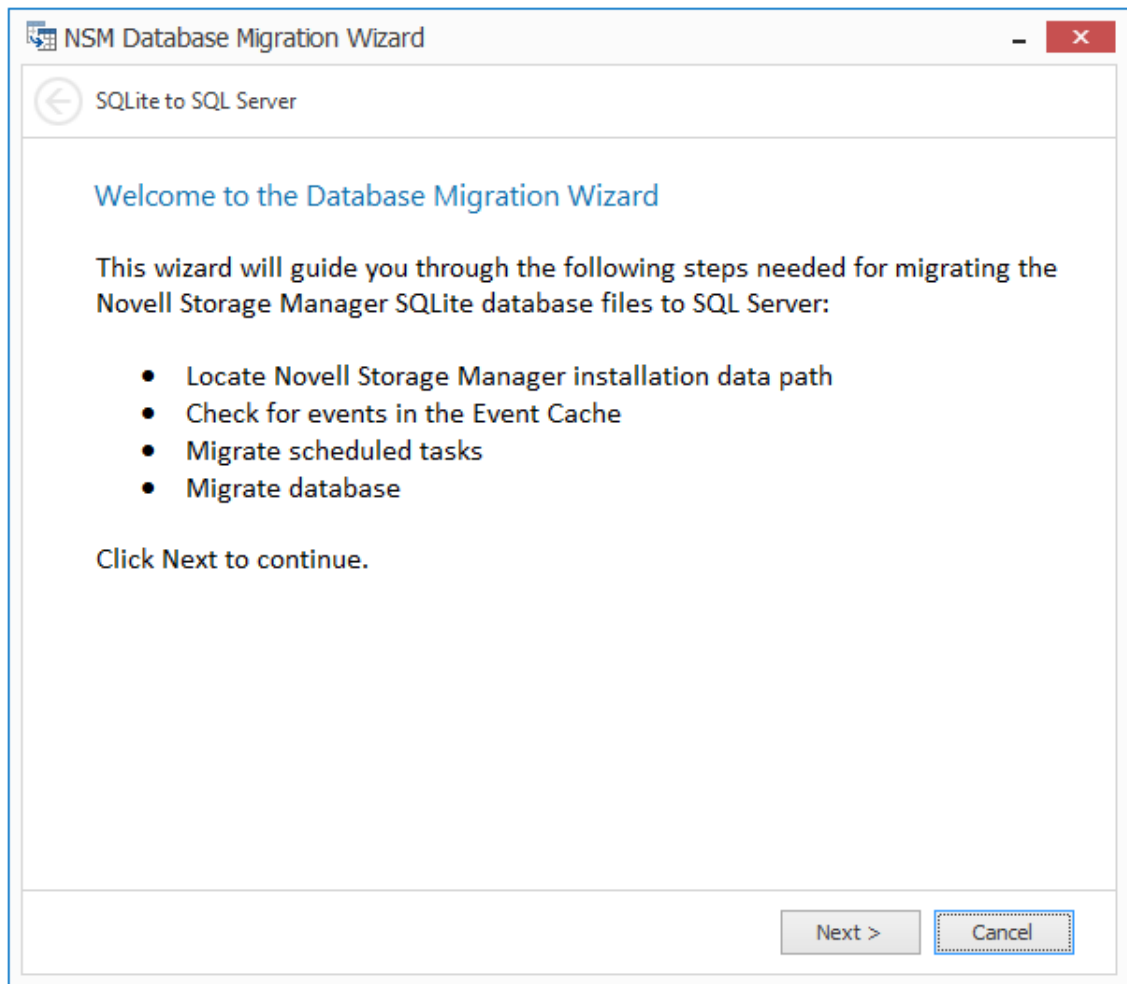 NSM Database Migration Wizard
SQLite to SQL Server
Welcome to the Database Migration Wizard
This wizard will guide you through the following steps needed for migrating the
Novell Storage Manager SQLite database files to SQL Server:
• Locate Novell Storage Manager installation data path
• Check for events in the Event Cache
• Migrate scheduled tasks
• Migrate database
Click Next to continue.
Next >
Cancel